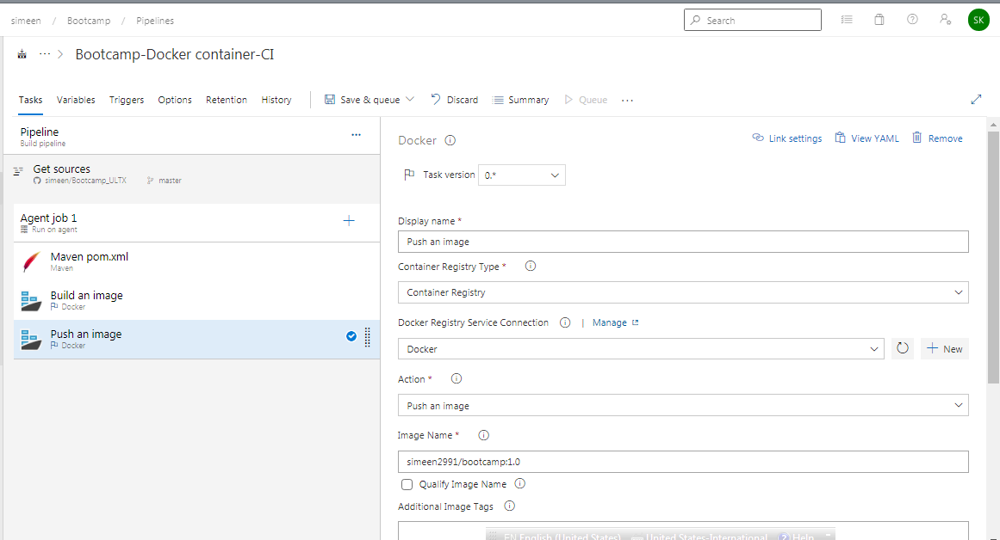 simeen / Bootcamp / Pipelines
Search
SK
... > Bootcamp-Docker container-CI
Tasks Variables Triggers Options Retention History Save & queue Discard Summary Queue ...
Pipeline
Build pipeline
...
Get sources
simeen/Bootcamp_ULTX master
Agent job 1
Run on agent
Maven pom.xml
Maven
Build an image
Docker
Push an image
Docker
Docker
Link settings View YAML Remove
Task version 0.*
Display name *
Push an image
Container Registry Type *
Container Registry
Docker Registry Service Connection | Manage
Docker
New
Action *
Push an image
Image Name *
simeen2991/bootcamp:1.0
Qualify Image Name
Additional Image Tags
EN English (United States) United States-International Help